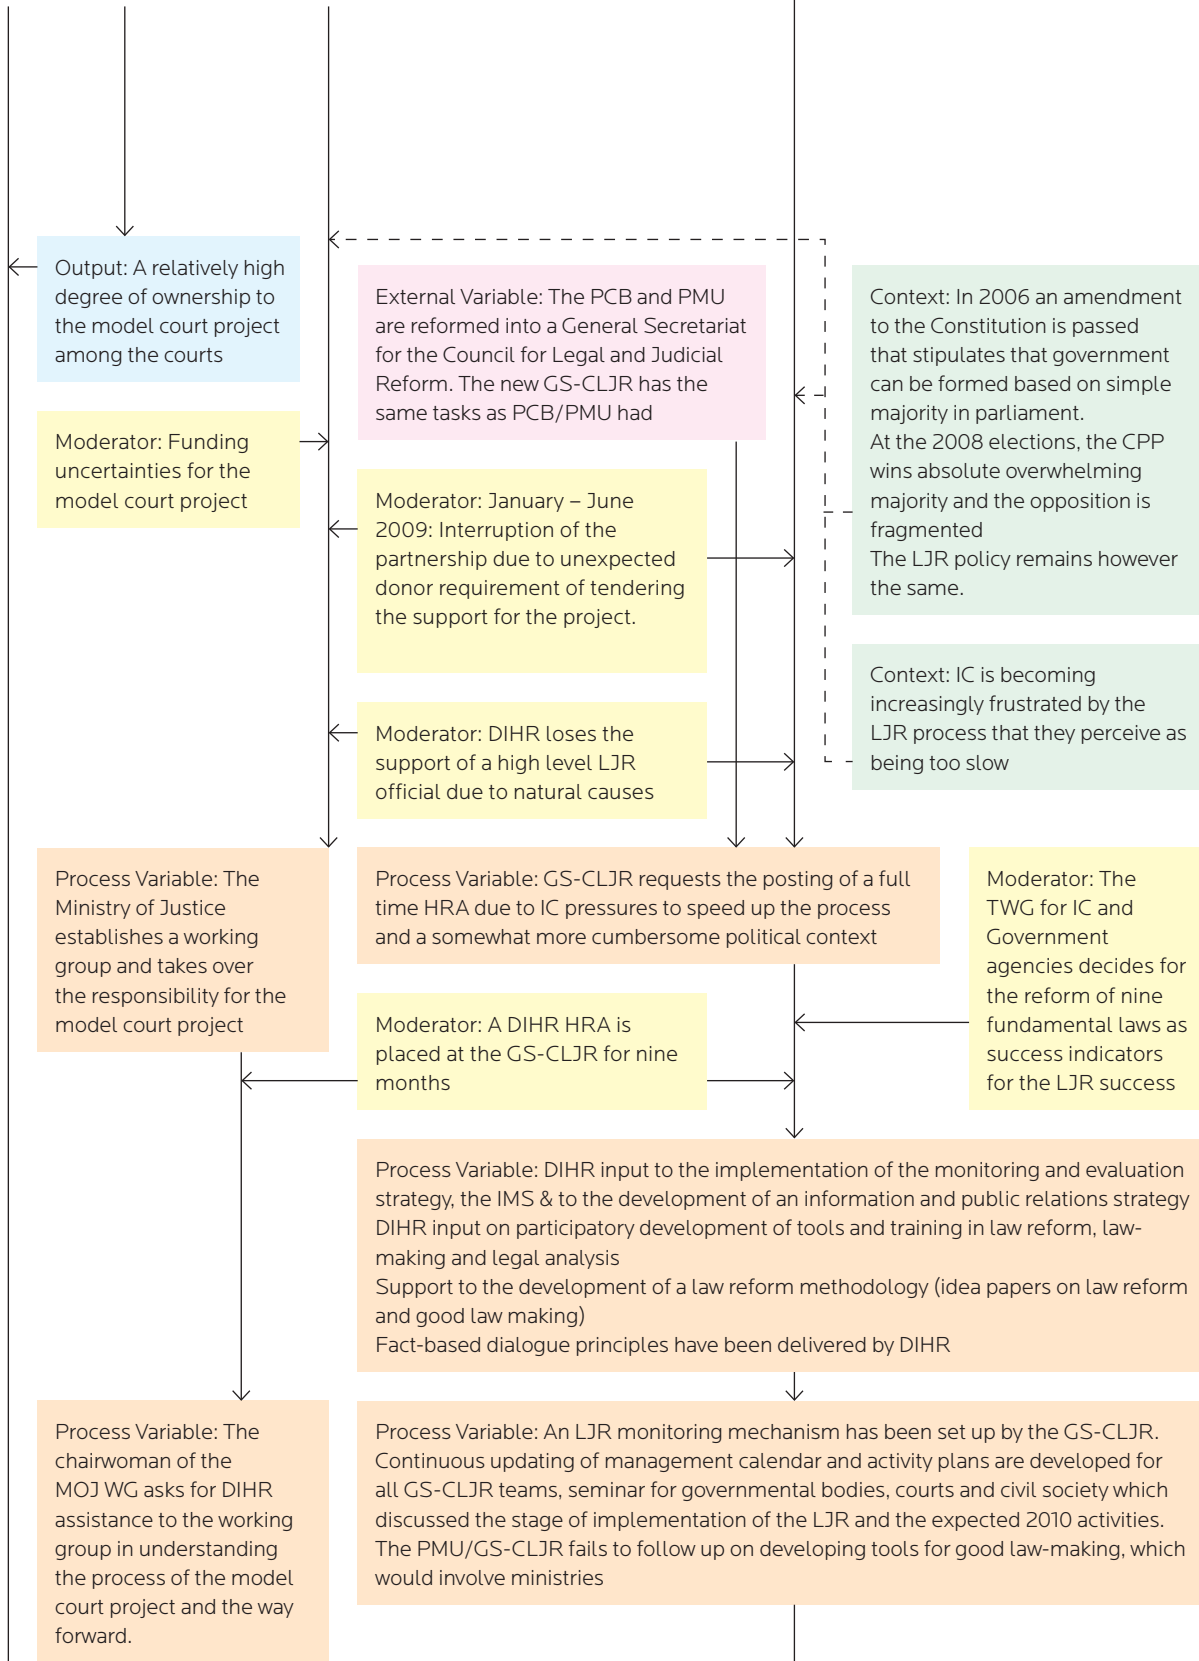 Output: A relatively high
degree of ownership to
the model court project
among the courts
External Variable: The PCB and PMU
are reformed into a General Secretariat
for the Council for Legal and Judicial
Reform. The new GS-CLJR has the
same tasks as PCB/PMU had
Context: In 2006 an amendment
to the Constitution is passed
that stipulates that government
can be formed based on simple
majority in parliament.
At the 2008 elections, the CPP
wins absolute overwhelming
majority and the opposition is
fragmented
The LJR policy remains however
the same.
Moderator: Funding
uncertainties for the
model court project
Moderator: January – June
2009: Interruption of the
partnership due to unexpected
donor requirement of tendering
the support for the project.
Context: IC is becoming
increasingly frustrated by the
LJR process that they perceive as
being too slow
Moderator: DIHR loses the
support of a high level LJR
official due to natural causes
Process Variable: The
Ministry of Justice
establishes a working
group and takes over
the responsibility for the
model court project
Process Variable: GS-CLJR requests the posting of a full
time HRA due to IC pressures to speed up the process
and a somewhat more cumbersome political context
Moderator: The
TWG for IC and
Government
agencies decides for
the reform of nine
fundamental laws as
success indicators
for the LJR success
Moderator: A DIHR HRA is
placed at the GS-CLJR for nine
months
Process Variable: DIHR input to the implementation of the monitoring and evaluation
strategy, the IMS & to the development of an information and public relations strategy
DIHR input on participatory development of tools and training in law reform, law-
making and legal analysis
Support to the development of a law reform methodology (idea papers on law reform
and good law making)
Fact-based dialogue principles have been delivered by DIHR
Process Variable: The
chairwoman of the
MOJ WG asks for DIHR
assistance to the working
group in understanding
the process of the model
court project and the way
forward.
Process Variable: An LJR monitoring mechanism has been set up by the GS-CLJR.
Continuous updating of management calendar and activity plans are developed for
all GS-CLJR teams, seminar for governmental bodies, courts and civil society which
discussed the stage of implementation of the LJR and the expected 2010 activities.
The PMU/GS-CLJR fails to follow up on developing tools for good law-making, which
would involve ministries